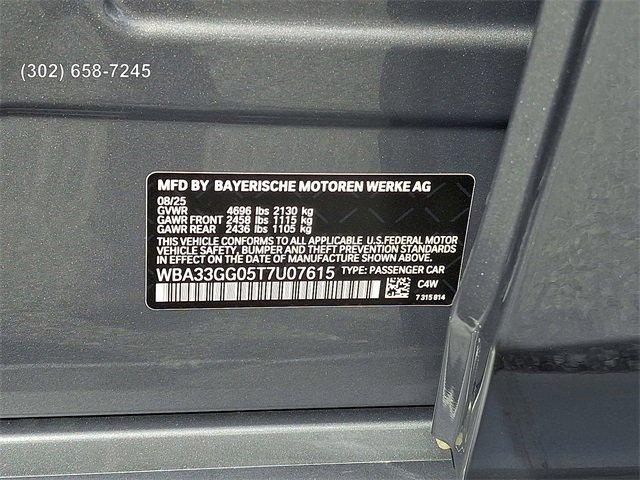 (302) 658-7245
MFD BY BAYERISCHE MOTOREN WERKE AG
08/25
GVWR 4696 lbs 2130 kg
GAWR FRONT 2458 lbs 1115 kg
GAWR REAR 2436 lbs 1105 kg
THIS VEHICLE CONFORMS TO ALL APPLICABLE U.S.FEDERAL MOTOR
VEHICLE SAFETY, BUMPER AND THEFT PREVENTION STANDARDS
IN EFFECT ON THE DATE OF MANUFACTURE SHOWN ABOVE.
WBA33GG05T7U07615 TYPE: PASSENGER CAR
C4W
7 315 814